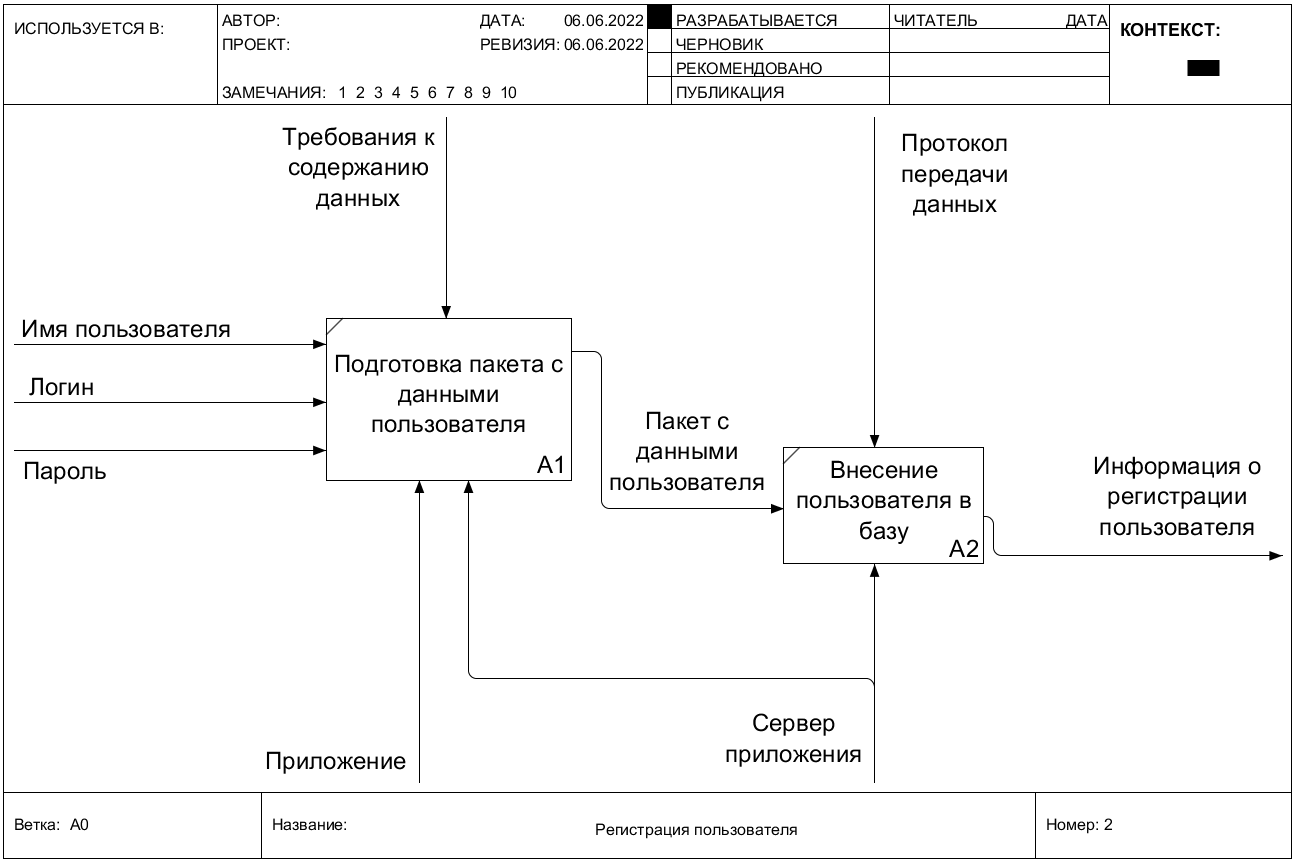 ИСПОЛЬЗУЕТСЯ В:
АВТОР:
ДАТА: 06.06.2022
ПРОЕКТ:
РЕВИЗИЯ: 06.06.2022
ЗАМЕЧАНИЯ: 1 2 3 4 5 6 7 8 9 10
РАЗРАБАТЫВАЕТСЯ
ЧЕРНОВИК
РЕКОМЕНДОВАНО
ПУБЛИКАЦИЯ
ЧИТАТЕЛЬ
ДАТА
КОНТЕКСТ:
Требования к
содержанию
данных
Протокол
передачи
данных
Имя пользователя
Логин
Пароль
Подготовка пакета с
данными
пользователя
A1
Пакет с
данными
пользователя
Внесение
пользователя в
базу
A2
Информация о
регистрации
пользователя
Приложение
Сервер
приложения
Ветка: A0
Название:
Регистрация пользователя
Номер: 2